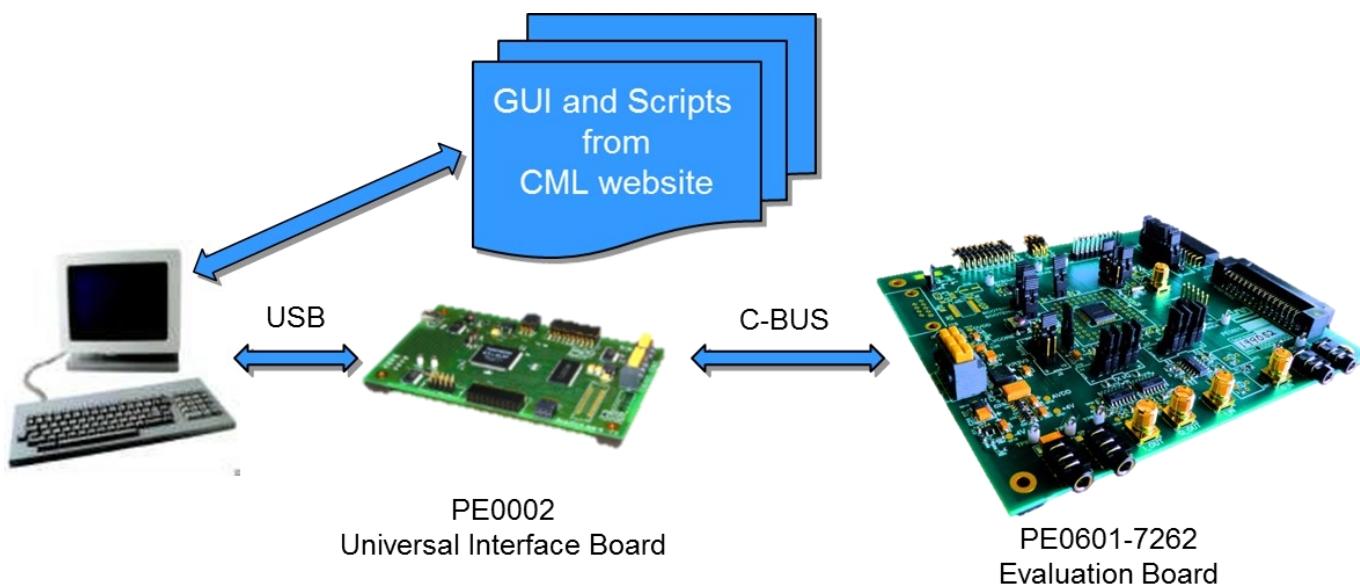 GUI and Scripts
from
CML website
USB
C-BUS
PE0002
Universal Interface Board
PE0601-7262
Evaluation Board